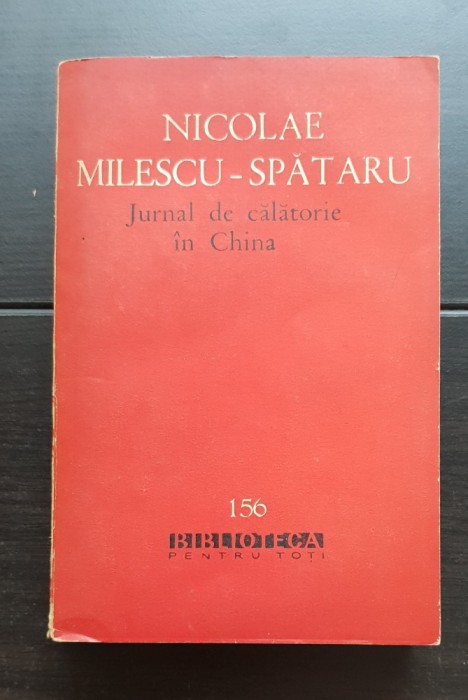 NICOLAE
MILESCU-SPĂTARU
Jurnal de călătorie
în China
156
BIBLIOTECA
PENTRU TOȚI